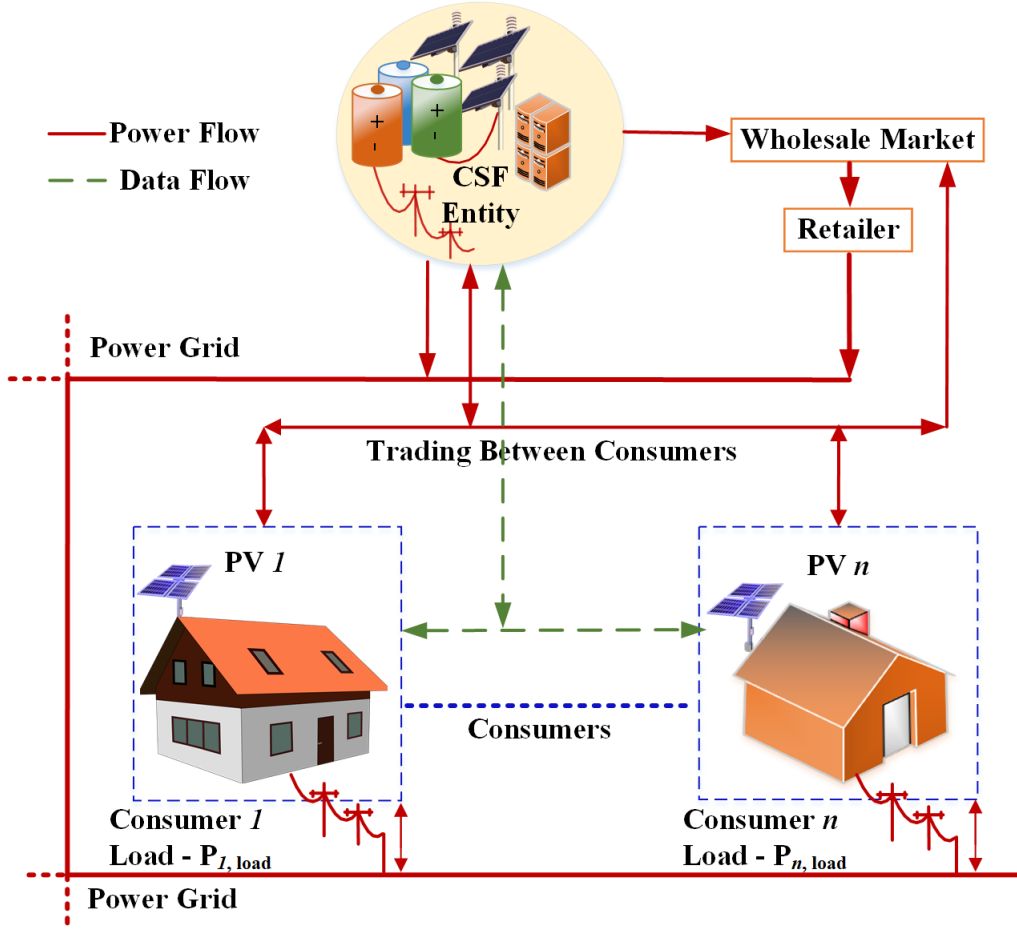 Power Flow
Data Flow
+
+
-
-
CSF
Entity
Wholesale Market
Retailer
Power Grid
Trading Between Consumers
PV 1
PV n
Consumers
Consumer 1
Load - P1, load
Consumer n
Load - Pn, load
Power Grid